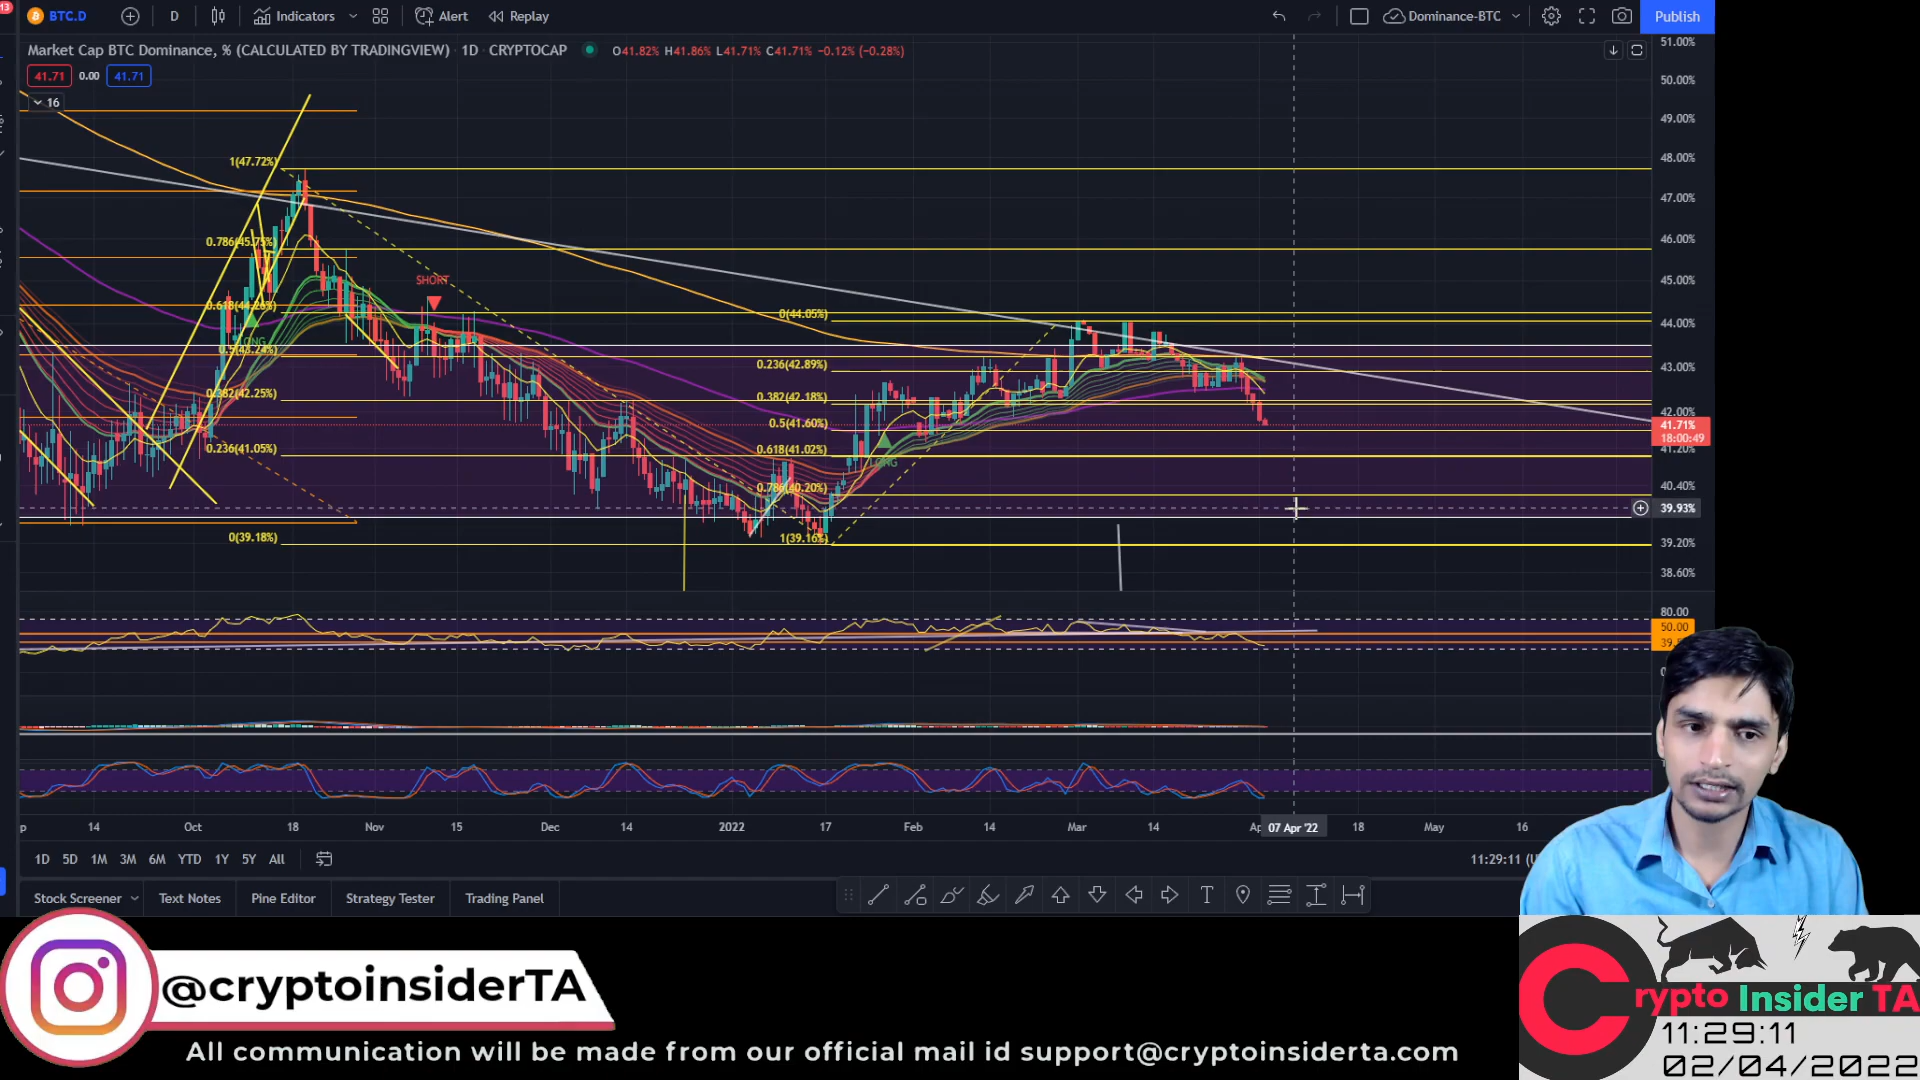 13
BTC.D
D
Indicators
Alert
Replay
Dominance-BTC
Publish
Market Cap BTC Dominance, % (CALCULATED BY TRADINGVIEW) 1D CRYPTOCAP
O41.82% H41.86% L41.71% C41.71% −0.12% (−0.28%)
41.71 0.00 41.71
16
51.00%
50.00%
49.00%
48.00%
47.00%
46.00%
45.00%
44.00%
43.00%
42.00%
41.71%
18:00:49
41.20%
40.40%
39.93%
39.20%
38.60%
80.00
50.00
1(47.72%)
0.786(45.75%)
0.618(44.26%)
0.5(43.24%)
0.382(42.25%)
0.236(41.05%)
0(39.18%)
SHORT
LONG
0(44.05%)
0.236(42.89%)
0.382(42.18%)
0.5(41.60%)
0.618(41.02%)
0.786(40.20%)
1(39.16%)
LONG
14 Oct 18 Nov 15 Dec 14 2022 17 Feb 14 Mar 14 07 Apr '22 18 May 16
1D 5D 1M 3M 6M YTD 1Y 5Y All
11:29:11
Stock Screener Text Notes Pine Editor Strategy Tester Trading Panel
@cryptoinsiderTA
All communication will be made from our official mail id support@cryptoinsiderta.com
Crypto Insider TA
11:29:11
02/04/2022